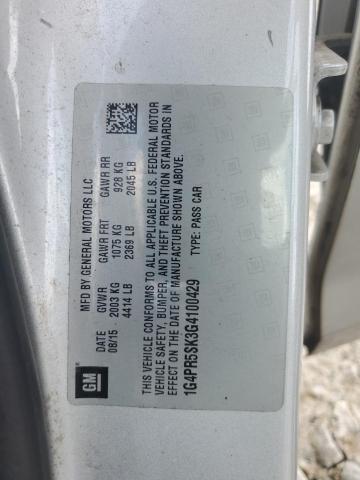 MFD BY GENERAL MOTORS LLC
DATE GVWR GAWR FRT GAWR RR
08/15 2003 KG 1075 KG 928 KG
4414 LB 2369 LB 2045 LB
THIS VEHICLE CONFORMS TO ALL APPLICABLE U.S. FEDERAL MOTOR
VEHICLE SAFETY, BUMPER, AND THEFT PREVENTION STANDARDS IN
EFFECT ON THE DATE OF MANUFACTURE SHOWN ABOVE.
1G4PR5SK3G4100429 TYPE: PASS CAR
GM